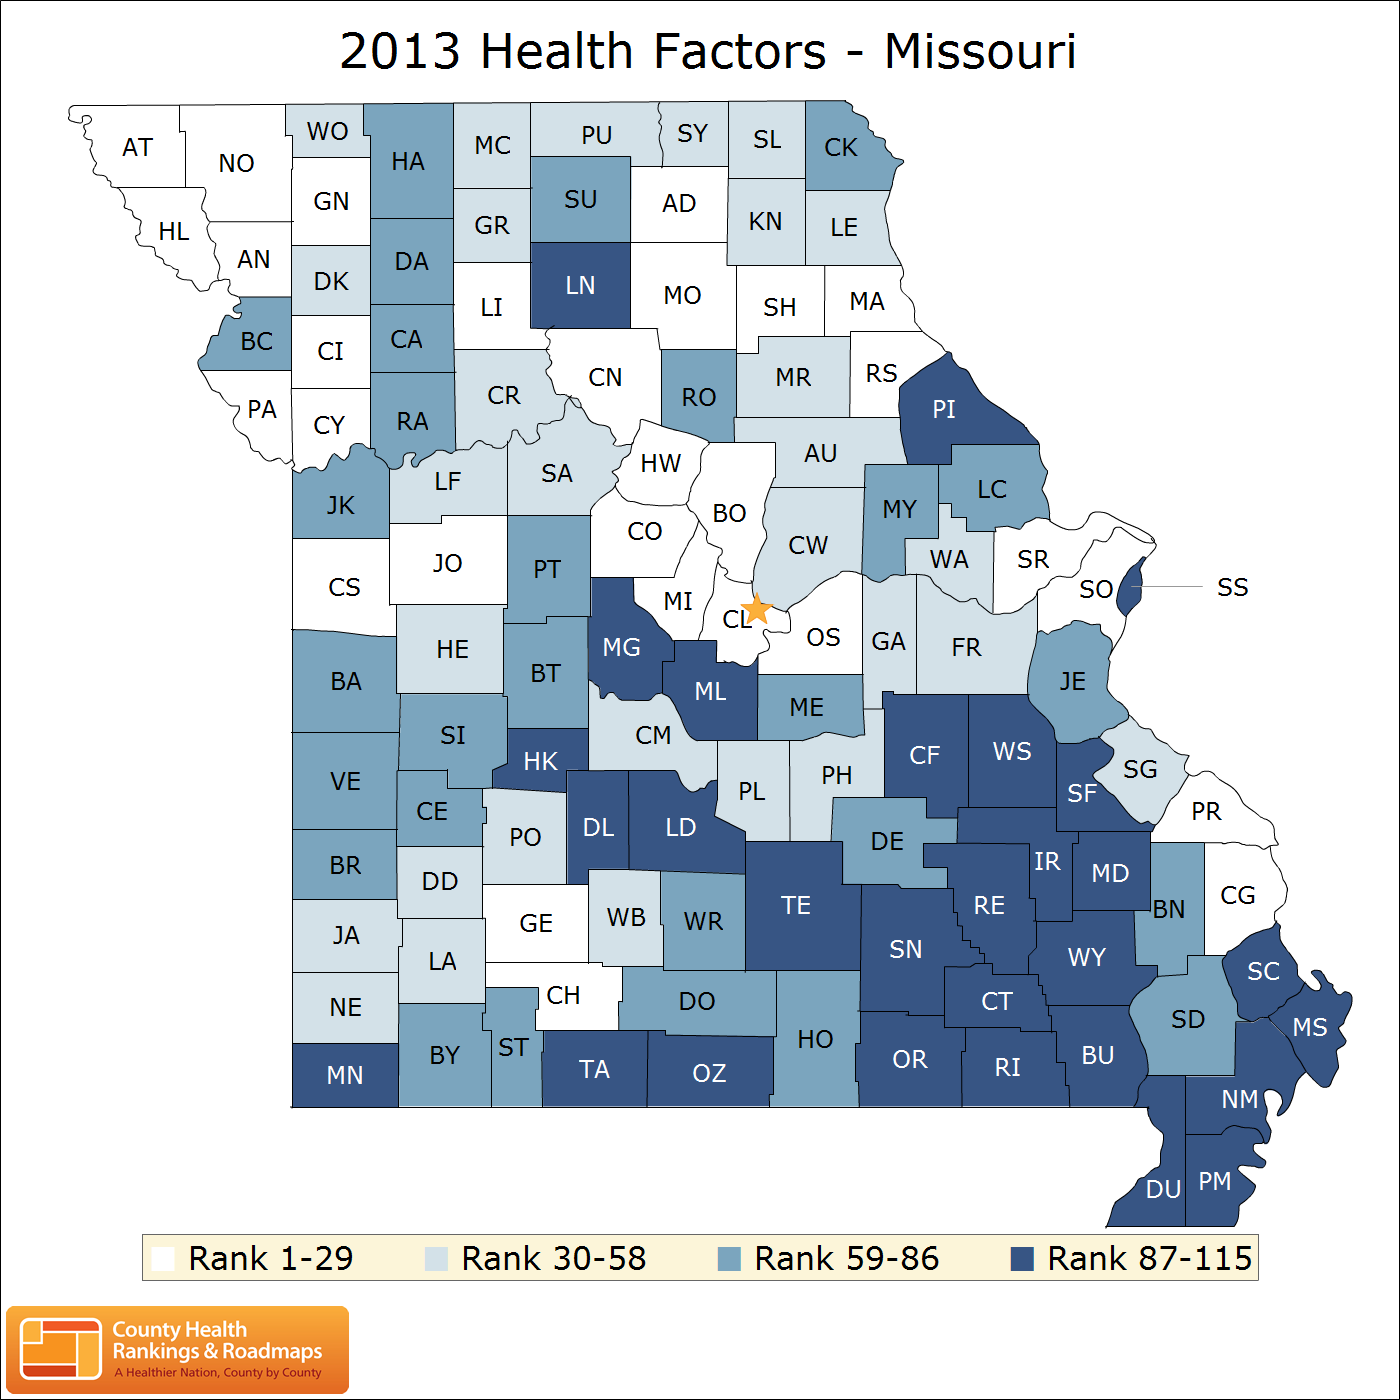 2013 Health Factors - Missouri
AT
NO
WO
HA
MC
PU
SY
SL
CK
GN
SU
AD
KN
LE
HL
GR
AN
DK
DA
LN
MO
SH
MA
LI
BC
CI
CA
CN
MR
RS
PA
CY
RA
CR
RO
PI
LF
SA
HW
AU
JK
BO
MY
LC
CO
CW
JO
PT
WA
SR
CS
MI
SO
SS
CL
HE
MG
OS
GA
FR
BA
BT
ML
ME
JE
SI
HK
CM
CF
WS
VE
CE
PL
PH
SF
SG
PO
DL
LD
DE
PR
BR
DD
IR
MD
GE
WB
WR
TE
RE
BN
CG
JA
LA
SN
WY
SC
NE
CH
DO
CT
SD
MS
MN
BY
ST
TA
OZ
HO
OR
RI
BU
NM
DU
PM
Rank 1-29
Rank 30-58
Rank 59-86
Rank 87-115
County Health
Rankings & Roadmaps
A Healthier Nation, County by County